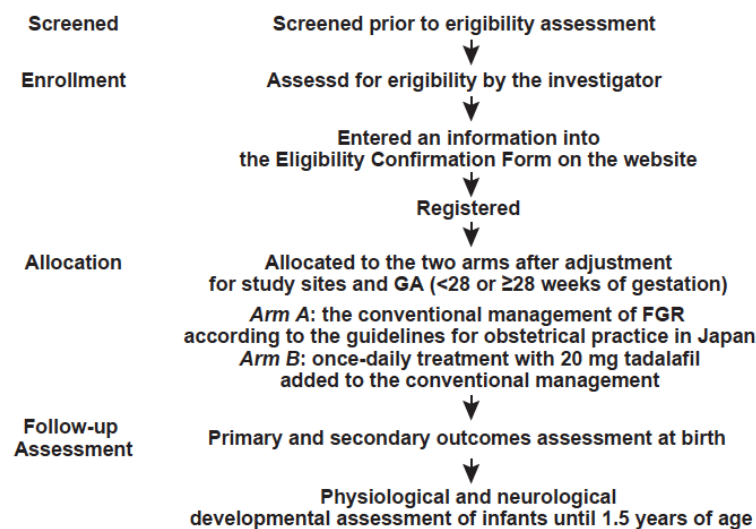 Screened
Screened prior to erigibility assessment
Enrollment
Assessd for erigibility by the investigator
Entered an information into
the Eligibility Confirmation Form on the website
Registered
Allocation
Allocated to the two arms after adjustment
for study sites and GA (<28 or ≥28 weeks of gestation)
Arm A: the conventional management of FGR
according to the guidelines for obstetrical practice in Japan
Arm B: once-daily treatment with 20 mg tadalafil
added to the conventional management
Follow-up
Assessment
Primary and secondary outcomes assessment at birth
Physiological and neurological
developmental assessment of infants until 1.5 years of age